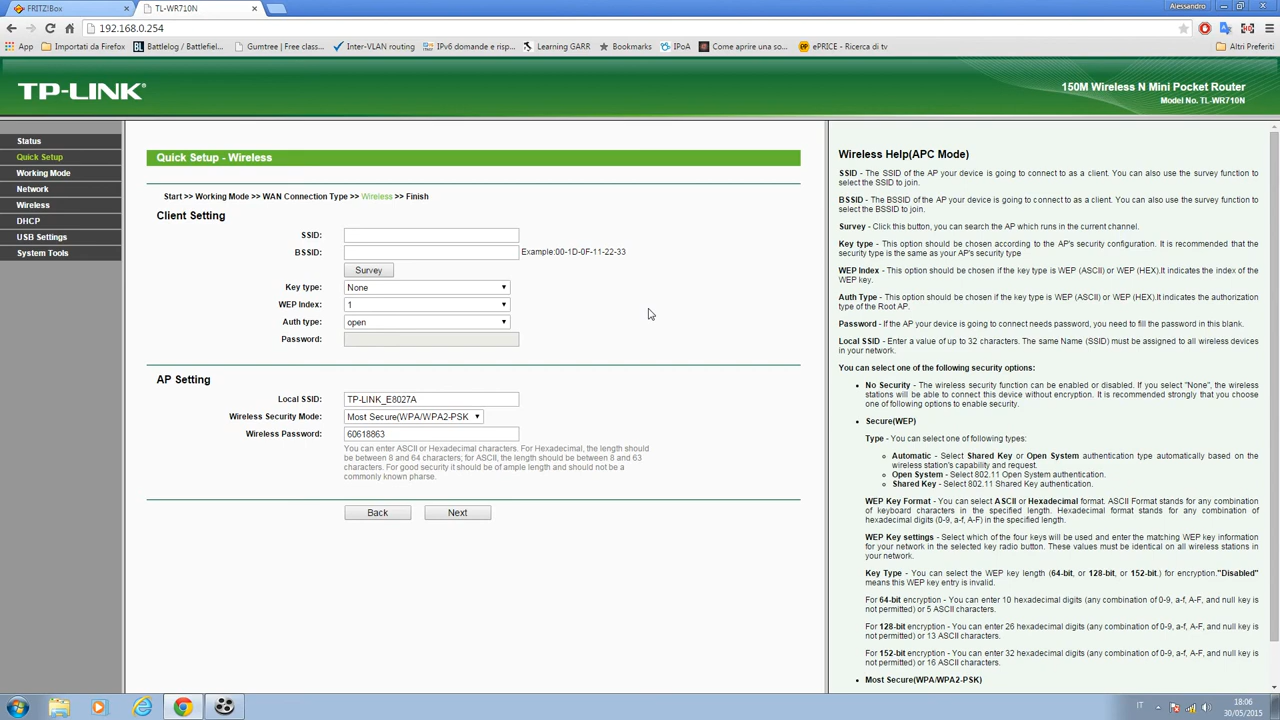 Alessandro
FRITZ!Box
TL-WR710N
192.168.0.254
App
Importati da Firefox
Battlelog / Battlefiel...
Gumtree | Free class...
Inter-VLAN routing
IPv6 domande e risp...
Learning GARR
Bookmarks
IPoA
Come aprire una so...
ePRICE - Ricerca di tv
Altri Preferiti
TP-LINK
150M Wireless N Mini Pocket Router
Model No. TL-WR710N
Status
Quick Setup
Working Mode
Network
Wireless
DHCP
USB Settings
System Tools
Quick Setup - Wireless
Start >> Working Mode >> WAN Connection Type >> Wireless >> Finish
Client Setting
SSID:
BSSID: Example:00-1D-0F-11-22-33
Survey
Key type: None
WEP Index: 1
Auth type: open
Password:
AP Setting
Local SSID: TP-LINK_E8027A
Wireless Security Mode: Most Secure(WPA/WPA2-PSK
Wireless Password: 60618863
You can enter ASCII or Hexadecimal characters. For Hexadecimal, the length should
be between 8 and 64 characters; for ASCII, the length should be between 8 and 63
characters. For good security it should be of ample length and should not be a
commonly known pharse.
Back Next
Wireless Help(APC Mode)
SSID - The SSID of the AP your device is going to connect to as a client. You can also use the survey function to
select the SSID to join.
BSSID - The BSSID of the AP your device is going to connect to as a client. You can also use the survey function to
select the BSSID to join.
Survey - Click this button, you can search the AP which runs in the current channel.
Key type - This option should be chosen according to the AP's security configuration. It is recommended that the
security type is the same as your AP's security type
WEP Index - This option should be chosen if the key type is WEP (ASCII) or WEP (HEX).It indicates the index of the
WEP key.
Auth Type - This option should be chosen if the key type is WEP (ASCII) or WEP (HEX).It indicates the authorization
type of the Root AP.
Password - If the AP your device is going to connect needs password, you need to fill the password in this blank.
Local SSID - Enter a value of up to 32 characters. The same Name (SSID) must be assigned to all wireless devices
in your network.
You can select one of the following security options:
No Security - The wireless security function can be enabled or disabled. If you select "None", the wireless
stations will be able to connect this device without encryption. It is recommended strongly that you choose
one of following options to enable security.
Secure(WEP)
Type - You can select one of following types:
Automatic - Select Shared Key or Open System authentication type automatically based on the
wireless station's capability and request.
Open System - Select 802.11 Open System authentication.
Shared Key - Select 802.11 Shared Key authentication.
WEP Key Format - You can select ASCII or Hexadecimal format. ASCII Format stands for any combination
of keyboard characters in the specified length. Hexadecimal format stands for any combination of
hexadecimal digits (0-9, a-f, A-F) in the specified length.
WEP Key settings - Select which of the four keys will be used and enter the matching WEP key information
for your network in the selected key radio button. These values must be identical on all wireless stations in
your network.
Key Type - You can select the WEP key length (64-bit, or 128-bit, or 152-bit.) for encryption."Disabled"
means this WEP key entry is invalid.
For 64-bit encryption - You can enter 10 hexadecimal digits (any combination of 0-9, a-f, A-F, and null key is
not permitted) or 5 ASCII characters.
For 128-bit encryption - You can enter 26 hexadecimal digits (any combination of 0-9, a-f, A-F, and null key is
not permitted) or 13 ASCII characters.
For 152-bit encryption - You can enter 32 hexadecimal digits (any combination of 0-9, a-f, A-F, and null key is
not permitted) or 16 ASCII characters.
Most Secure(WPA/WPA2-PSK)
IT
18:06
30/05/2015